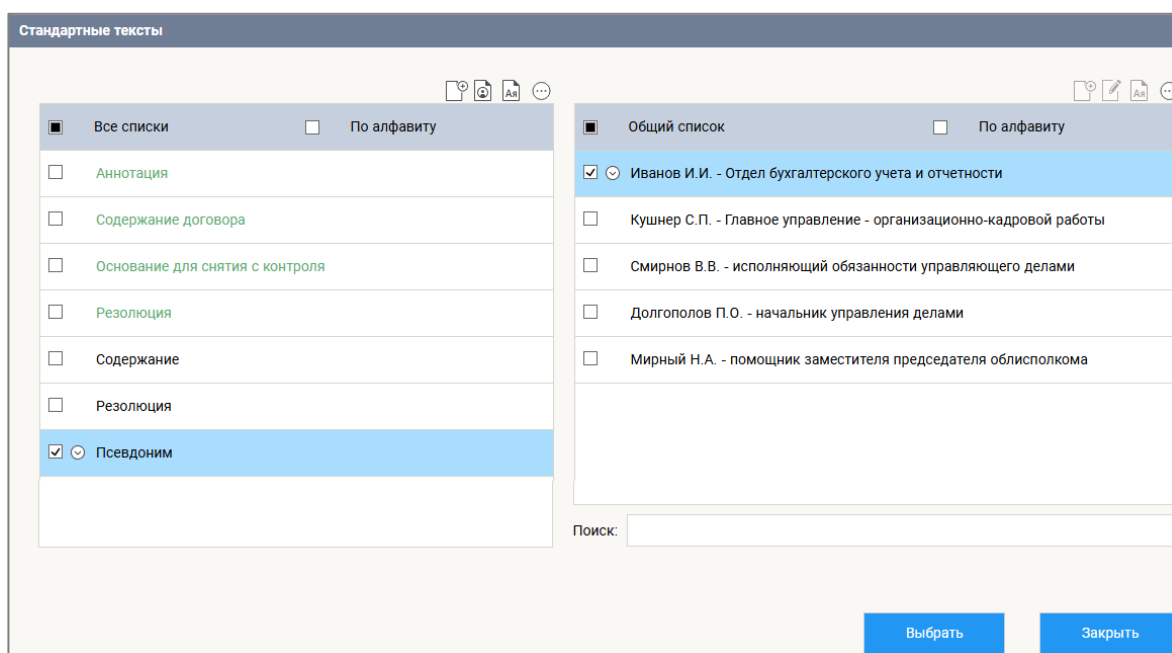 Стандартные тексты
Ая
Ая
Все списки
По алфавиту
Аннотация
Содержание договора
Основание для снятия с контроля
Резолюция
Содержание
Резолюция
Псевдоним
Общий список
По алфавиту
Иванов И.И. - Отдел бухгалтерского учета и отчетности
Кушнер С.П. - Главное управление - организационно-кадровой работы
Смирнов В.В. - исполняющий обязанности управляющего делами
Долгополов П.О. - начальник управления делами
Мирный Н.А. - помощник заместителя председателя облисполкома
Поиск:
Выбрать
Закрыть